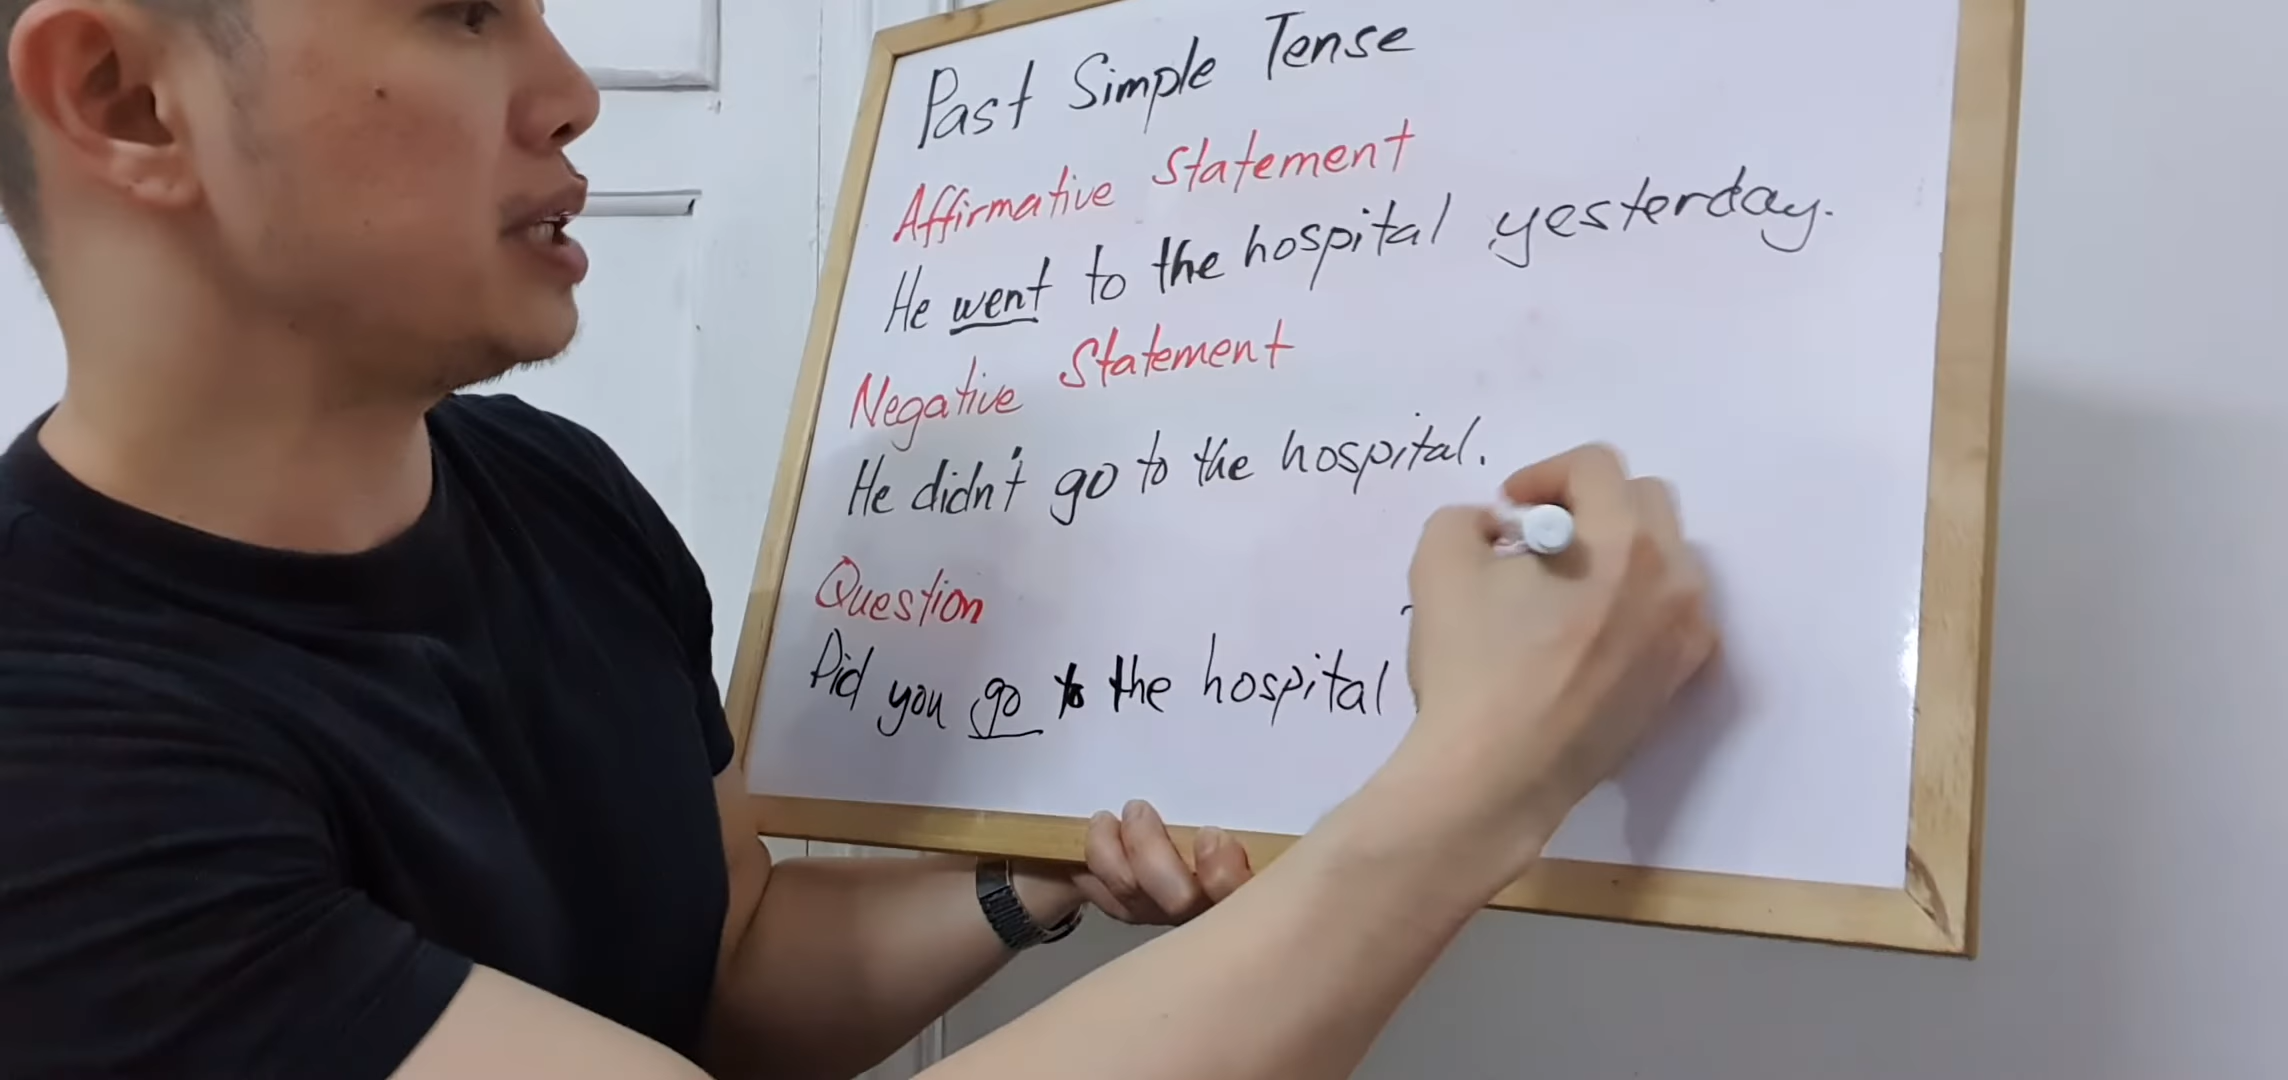 Past Simple Tense
Affirmative Statement
He went to the hospital yesterday.
Negative Statement
He didn't go to the hospital.
Question
Did you go to the hospital